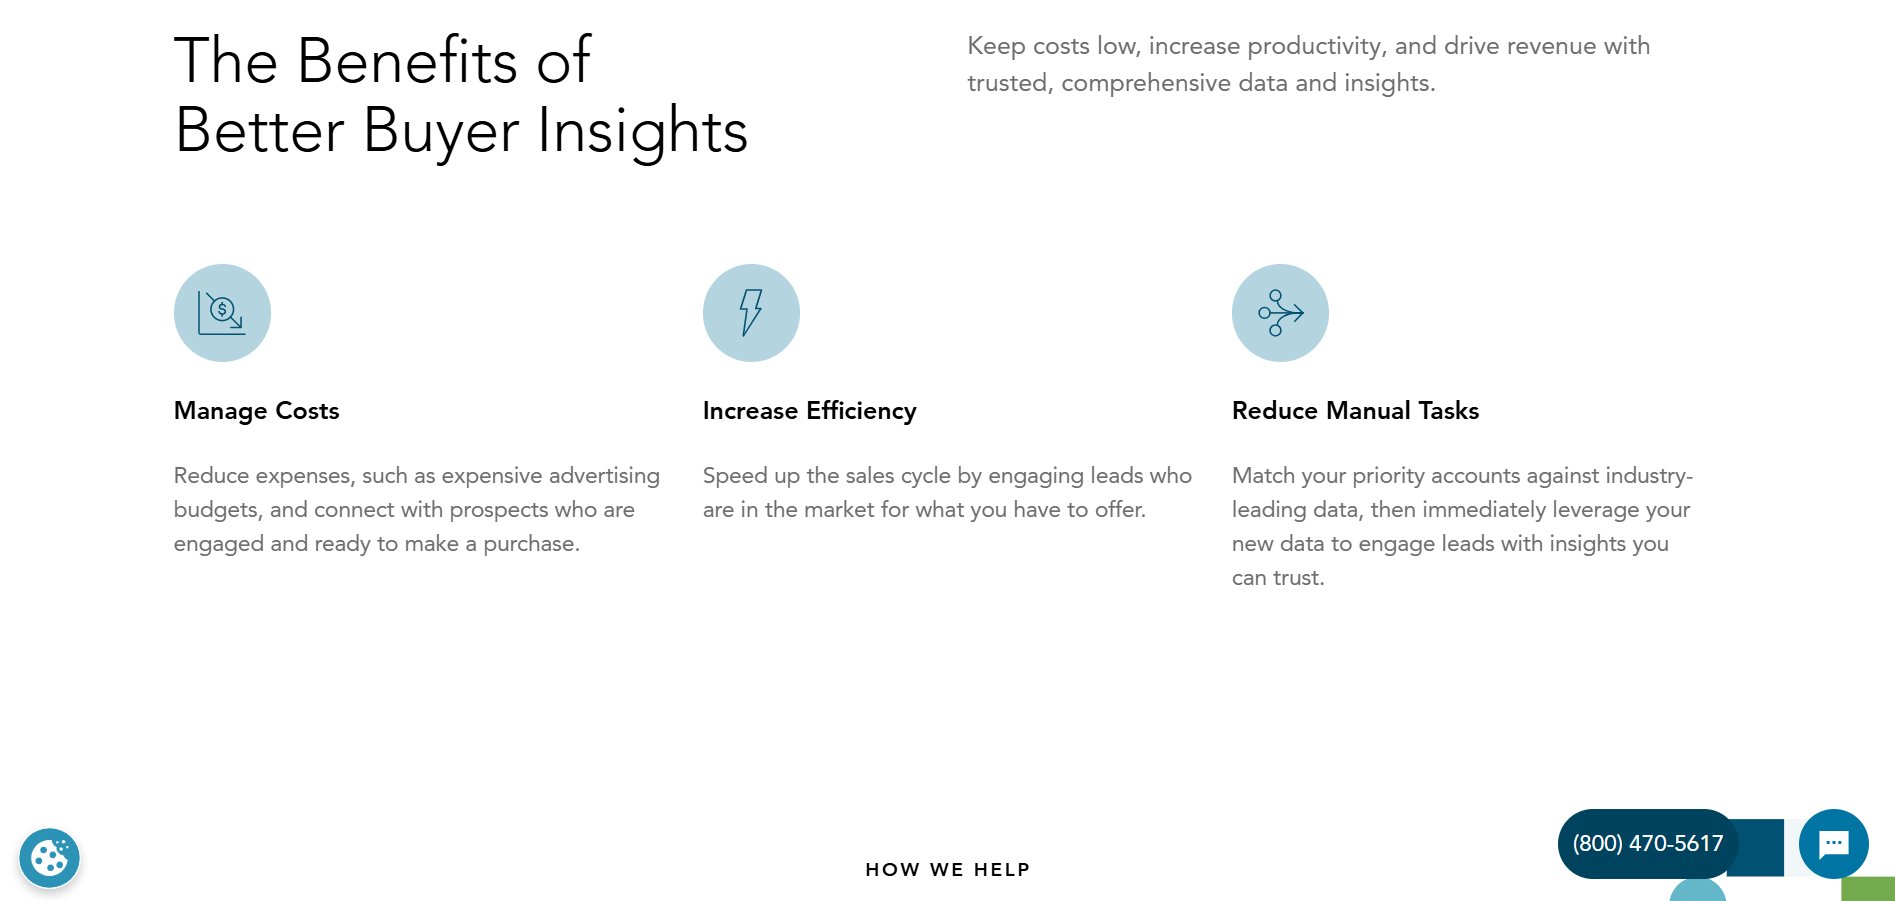 The Benefits of
Better Buyer Insights
Keep costs low, increase productivity, and drive revenue with
trusted, comprehensive data and insights.
$
Manage Costs
Reduce expenses, such as expensive advertising
budgets, and connect with prospects who are
engaged and ready to make a purchase.
Increase Efficiency
Speed up the sales cycle by engaging leads who
are in the market for what you have to offer.
Reduce Manual Tasks
Match your priority accounts against industry-
leading data, then immediately leverage your
new data to engage leads with insights you
can trust.
HOW WE HELP
(800) 470-5617